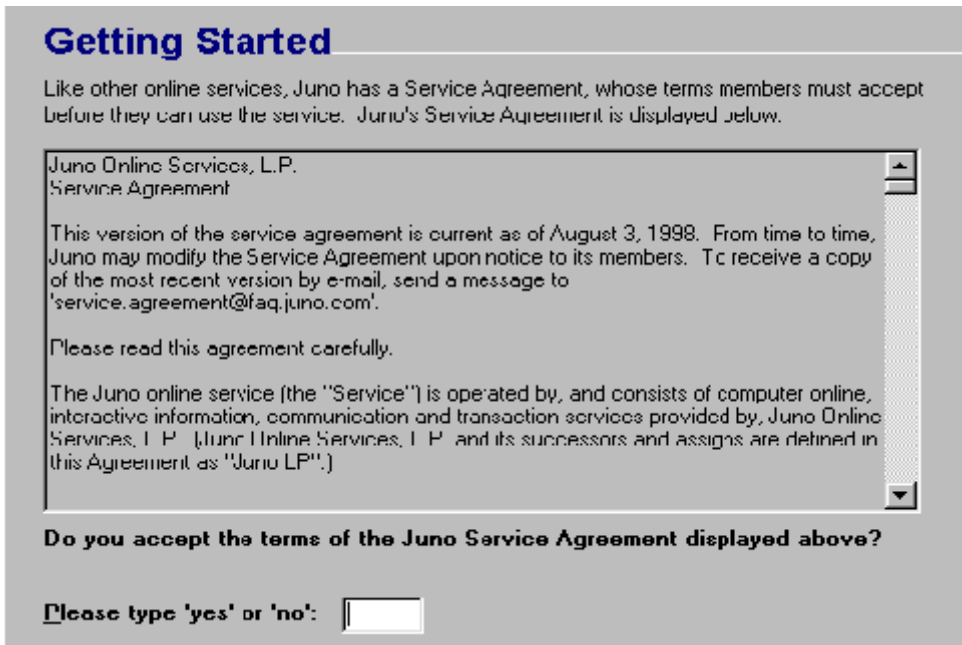 Getting Started
Like other online services, Juno has a Service Agreement, whose terms members must accept
before they can use the service. Juno's Service Agreement is displayed below.
Juno Online Services, L.P.
Service Agreement
This version of the service agreement is current as of August 3, 1998. From time to time,
Juno may modify the Service Agreement upon notice to its members. To receive a copy
of the most recent version by e-mail, send a message to
'service.agreement@faq.juno.com'.
Please read this agreement carefully.
The Juno online service (the "Service") is operated by, and consists of computer online,
interactive information, communication and transaction services provided by, Juno Online
Services, L.P. (Juno Online Services, L.P. and its successors and assigns are defined in
this Agreement as "Juno LP".)
Do you accept the terms of the Juno Service Agreement displayed above?
Please type 'yes' or 'no':